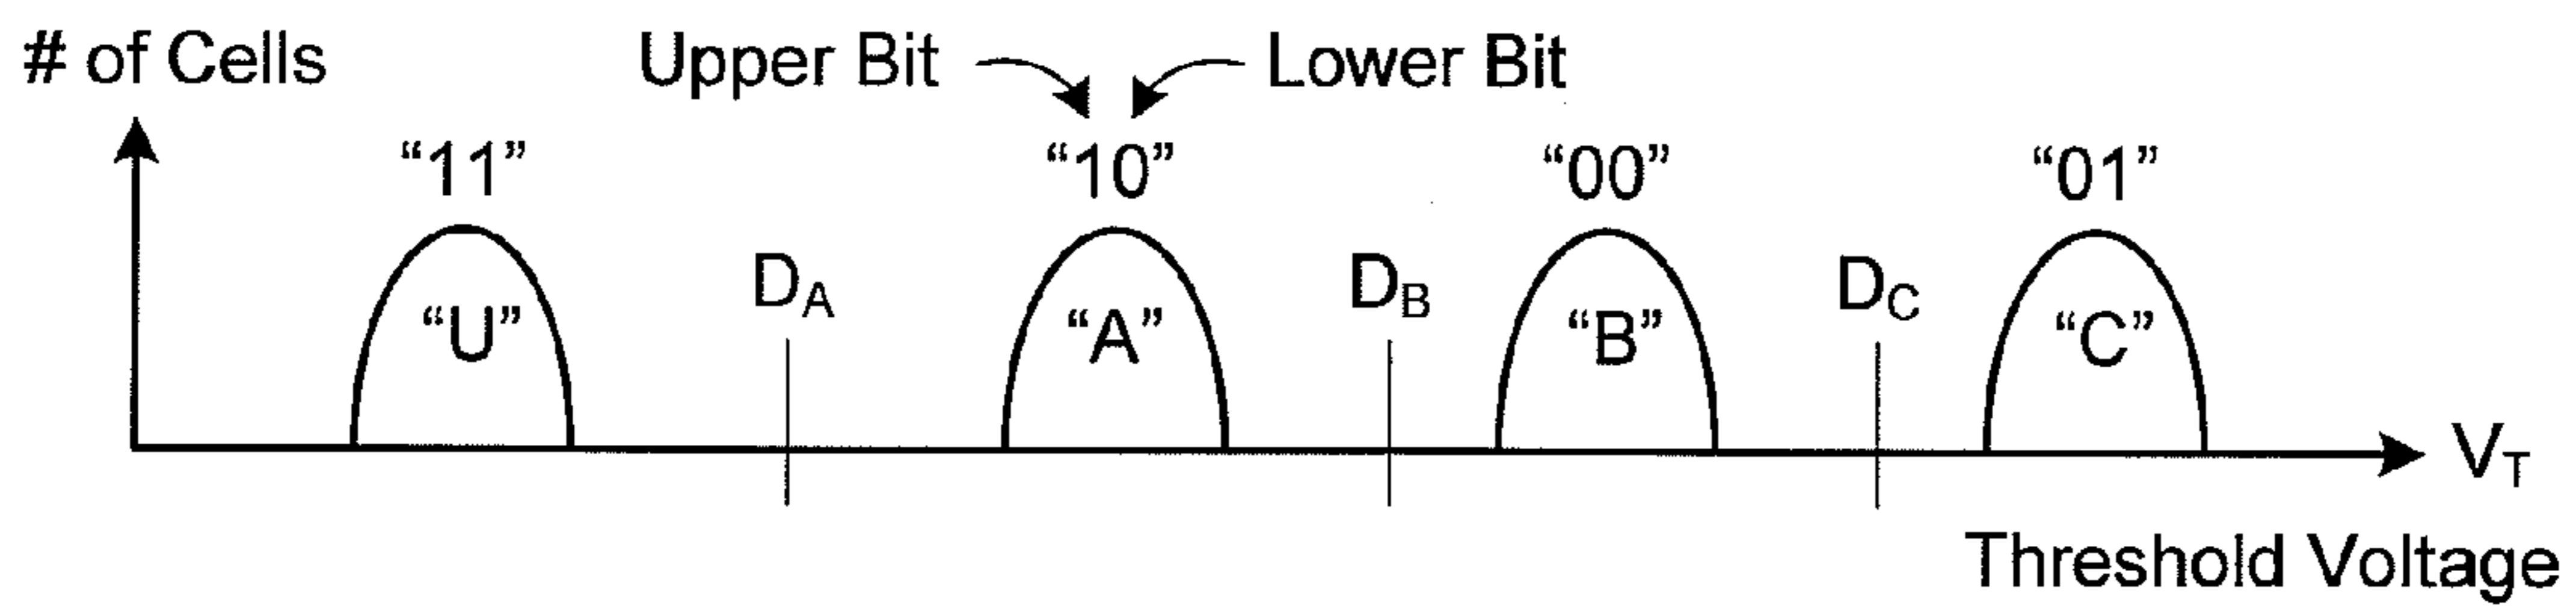 # of Cells Upper Bit Lower Bit
“11” “10” “00” “01”
D_A D_B D_C
“U” “A” “B” “C”
V_T
Threshold Voltage